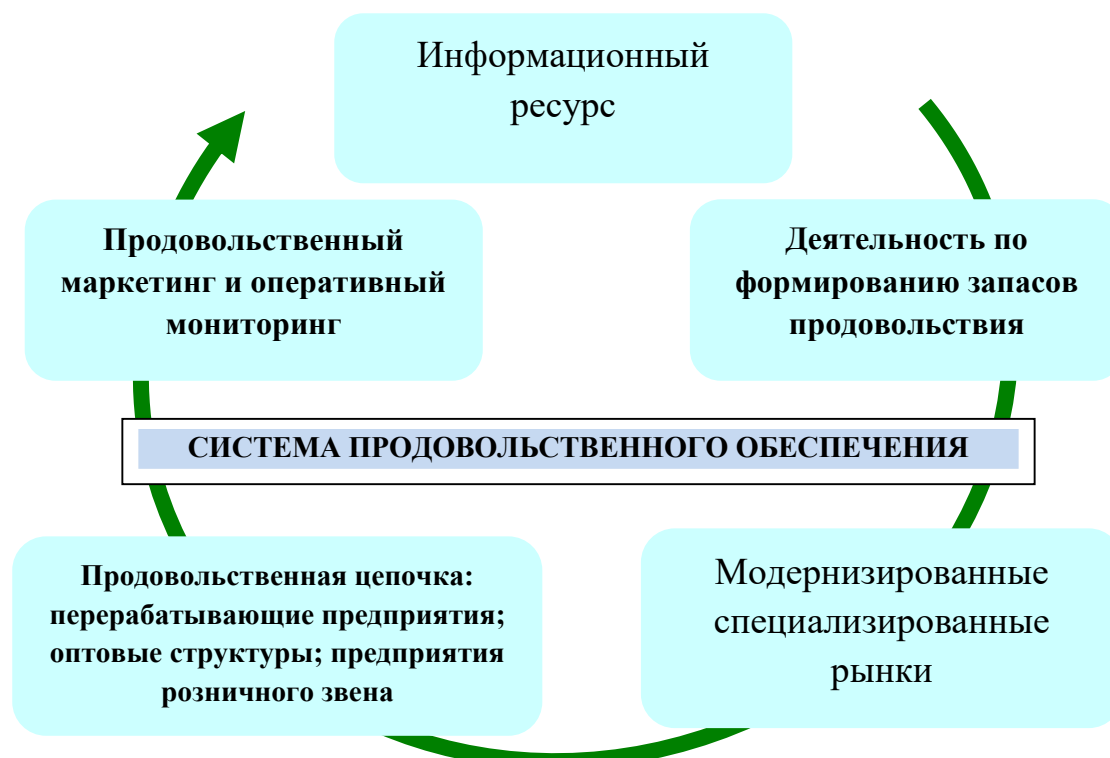 Информационный
ресурс
Продовольственный
маркетинг и оперативный
мониторинг
Деятельность по
формированию запасов
продовольствия
СИСТЕМА ПРОДОВОЛЬСТВЕННОГО ОБЕСПЕЧЕНИЯ
Продовольственная цепочка:
перерабатывающие предприятия;
оптовые структуры; предприятия
розничного звена
Модернизированные
специализированные
рынки